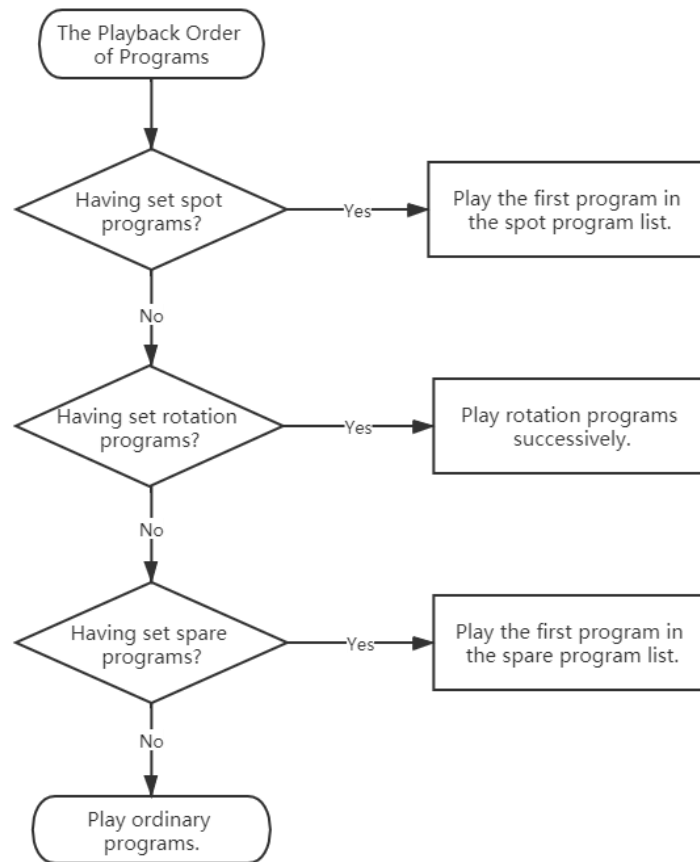 The Playback Order
of Programs
Having set spot
programs?
Yes
Play the first program in
the spot program list.
No
Having set rotation
programs?
Yes
Play rotation programs
successively.
No
Having set spare
programs?
Yes
Play the first program in
the spare program list.
No
Play ordinary
programs.